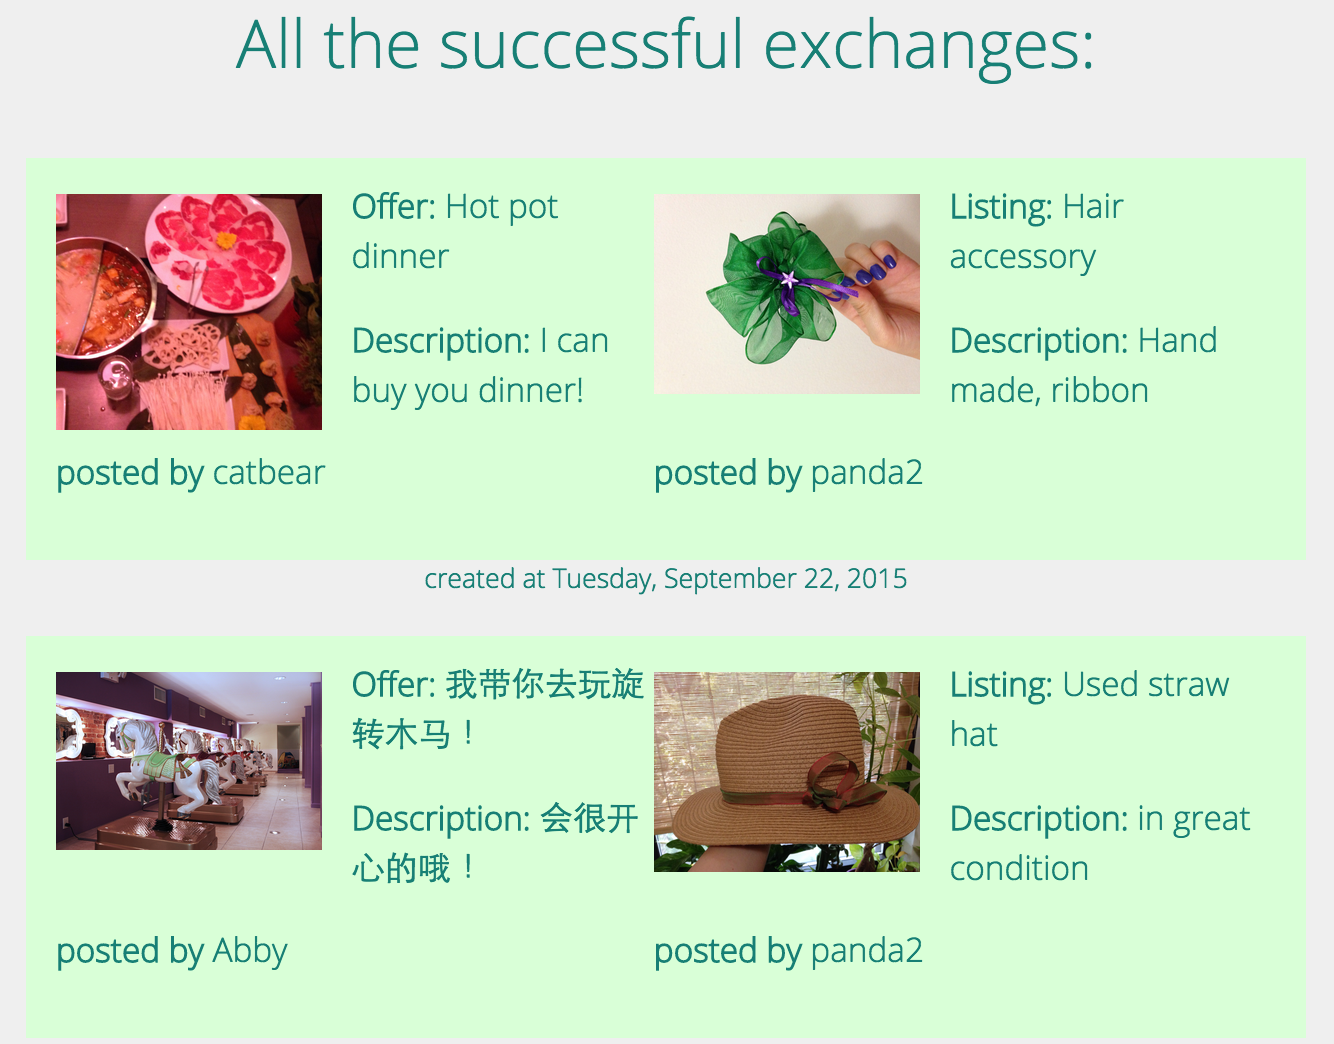 All the successful exchanges:
Offer: Hot pot
dinner
Description: I can
buy you dinner!
posted by catbear
Listing: Hair
accessory
Description: Hand
made, ribbon
posted by panda2
created at Tuesday, September 22, 2015
Offer: 我带你去玩旋
转木马！
Description: 会很开
心的哦！
posted by Abby
Listing: Used straw
hat
Description: in great
condition
posted by panda2